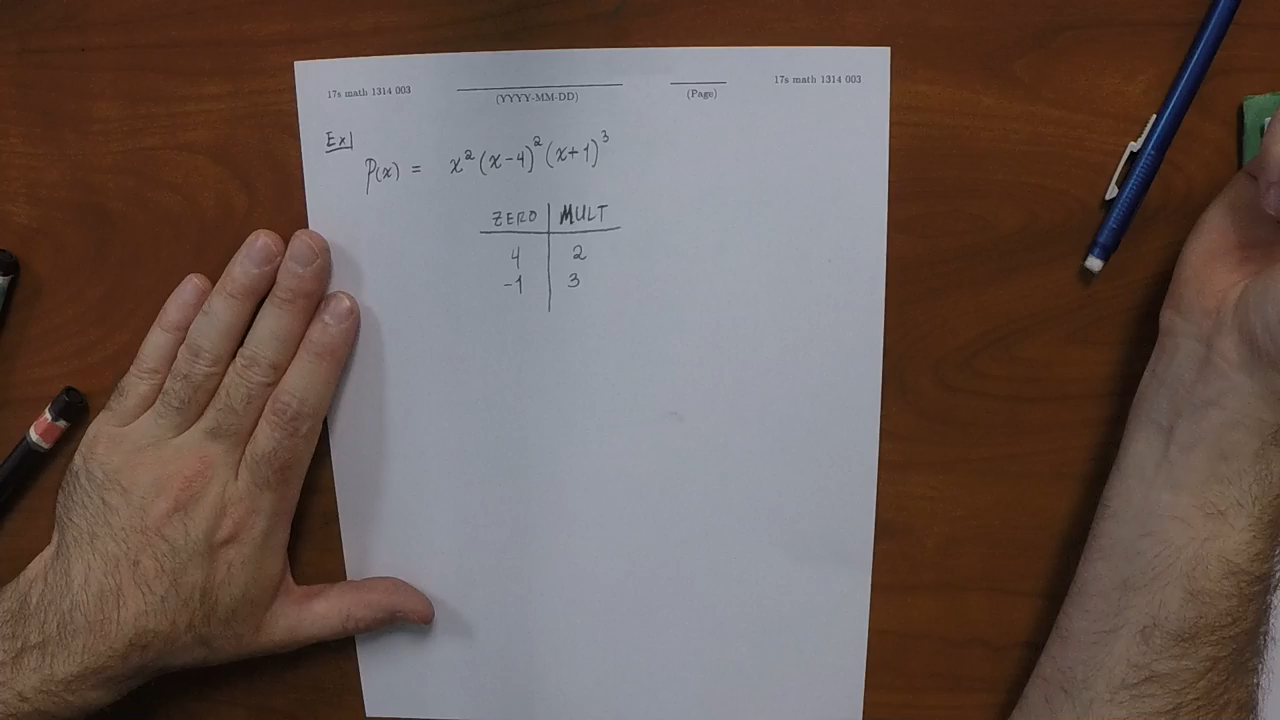 17s math 1314 003 (YYYY-MM-DD) (Page) 17s math 1314 003
Ex1
P(x) = x²(x-4)²(x+1)³
ZERO MULT
4 2
-1 3